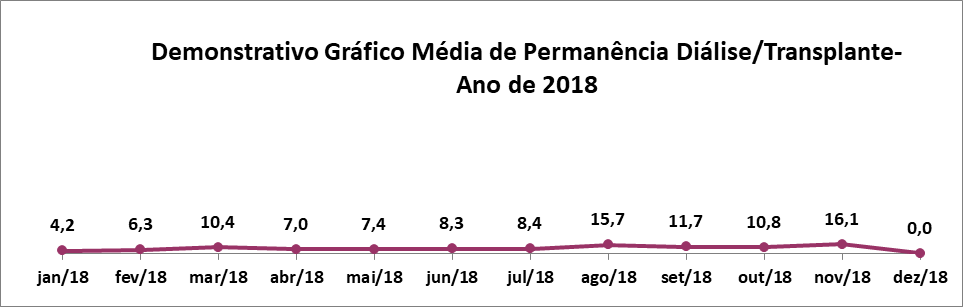 Demonstrativo Gráfico Média de Permanência Diálise/Transplante-
Ano de 2018
4,2 6,3 10,4 7,0 7,4 8,3 8,4 15,7 11,7 10,8 16,1 0,0
jan/18 fev/18 mar/18 abr/18 mai/18 jun/18 jul/18 ago/18 set/18 out/18 nov/18 dez/18